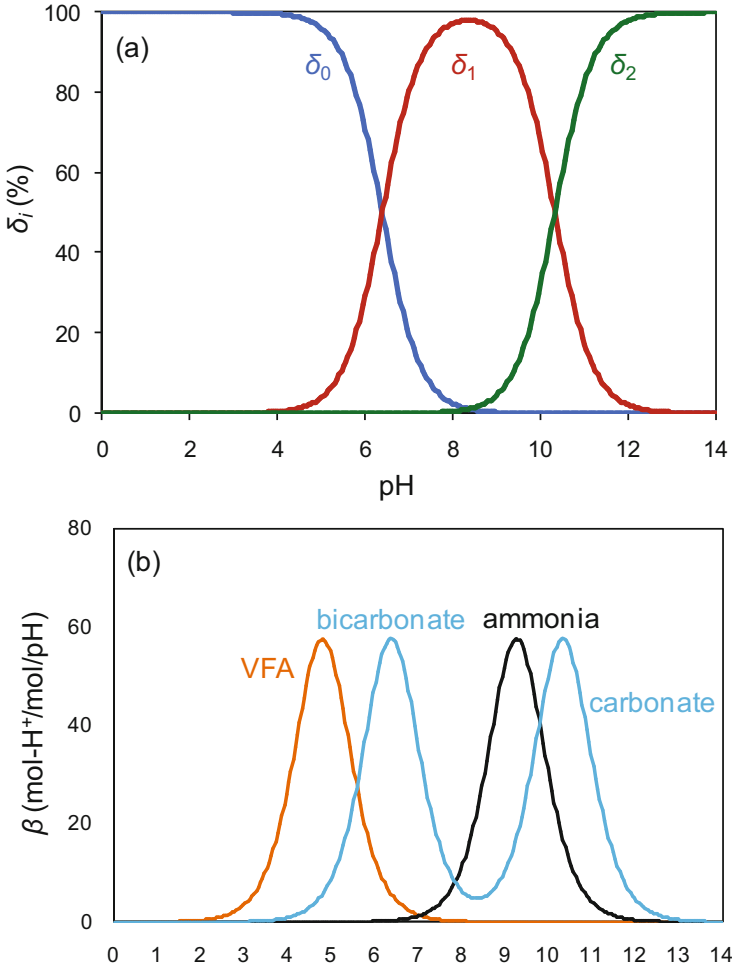 100
(a)
δ0
δ1
δ2
80
60
δi (%)
40
20
0
0 2 4 6 8 10 12 14
pH
80
(b)
bicarbonate
ammonia
60
VFA
carbonate
β (mol-H⁺/mol/pH)
40
20
0
0 1 2 3 4 5 6 7 8 9 10 11 12 13 14